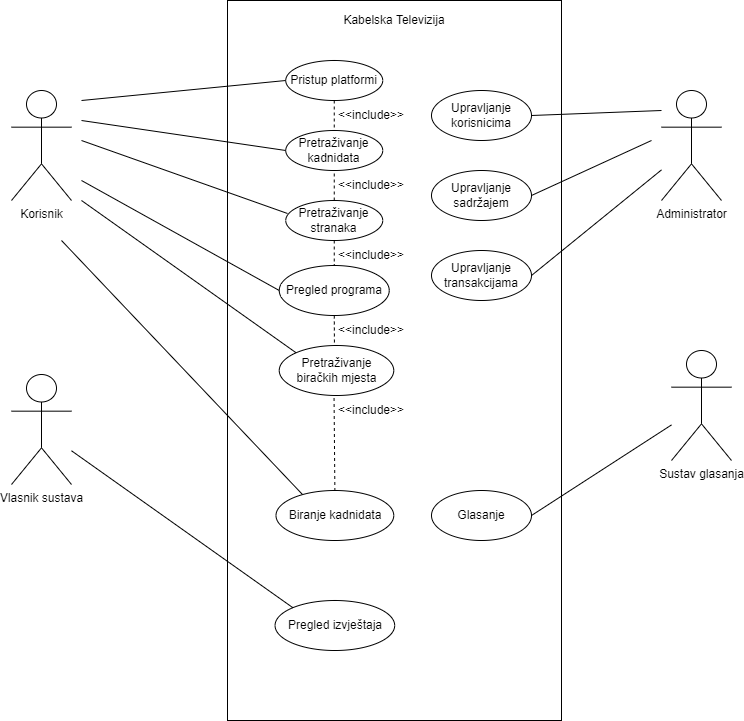 Kabelska Televizija
Pristup platformi
<<include>>
Pretraživanje
kadnidata
<<include>>
Pretraživanje
stranaka
<<include>>
Pregled programa
<<include>>
Pretraživanje
biračkih mjesta
<<include>>
Biranje kadnidata
Pregled izvještaja
Upravljanje
korisnicima
Upravljanje
sadržajem
Upravljanje
transakcijama
Glasanje
Korisnik
Vlasnik sustava
Administrator
Sustav glasanja